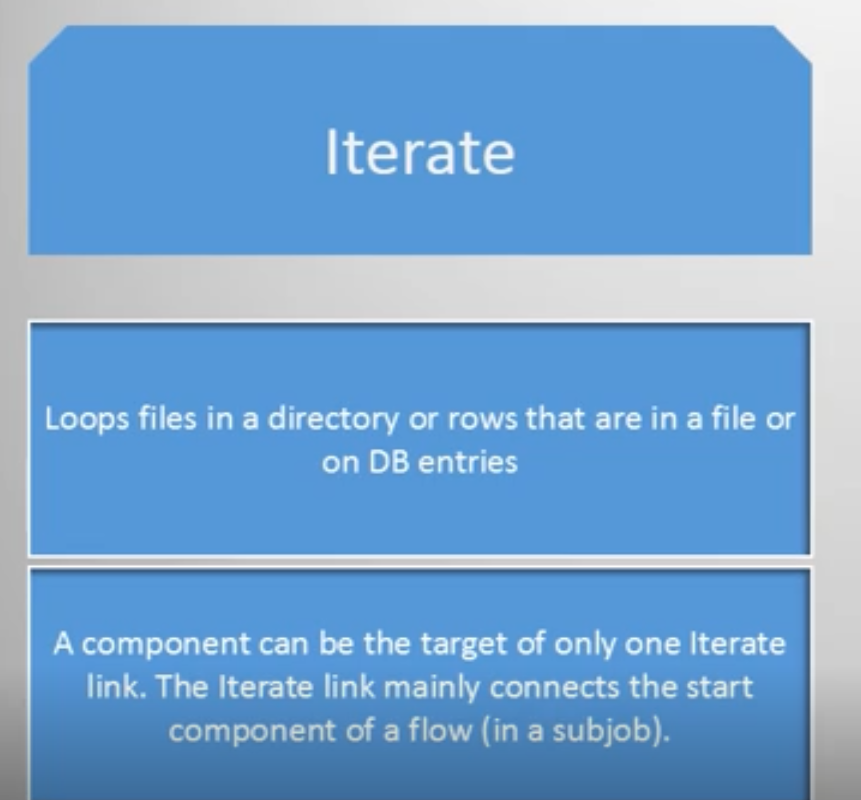 Iterate
Loops files in a directory or rows that are in a file or
on DB entries
A component can be the target of only one Iterate
link. The Iterate link mainly connects the start
component of a flow (in a subjob).